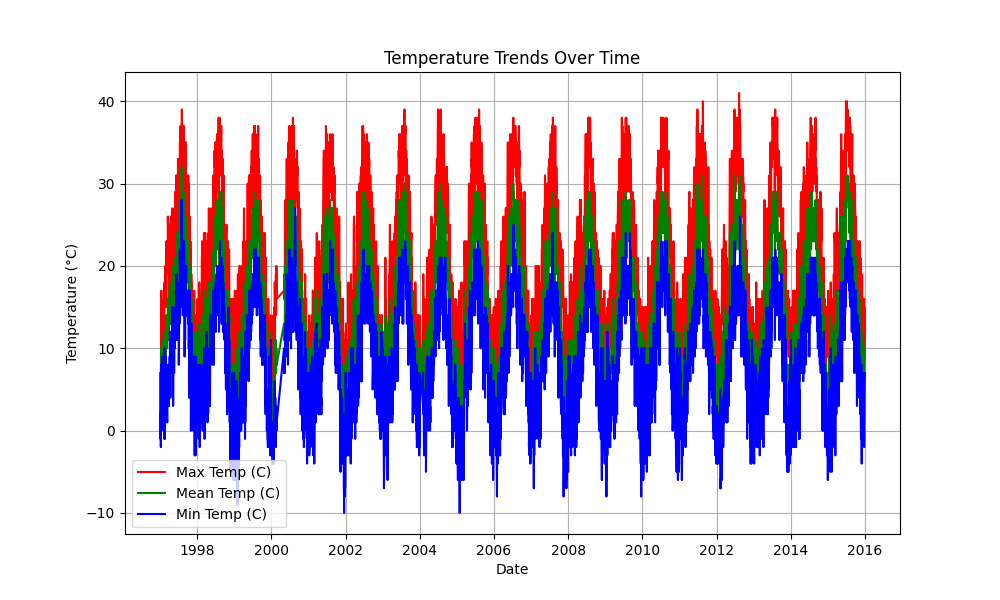 Temperature Trends Over Time
Temperature (°C)
40
30
20
10
0
−10
Max Temp (C)
Mean Temp (C)
Min Temp (C)
1998 2000 2002 2004 2006 2008 2010 2012 2014 2016
Date